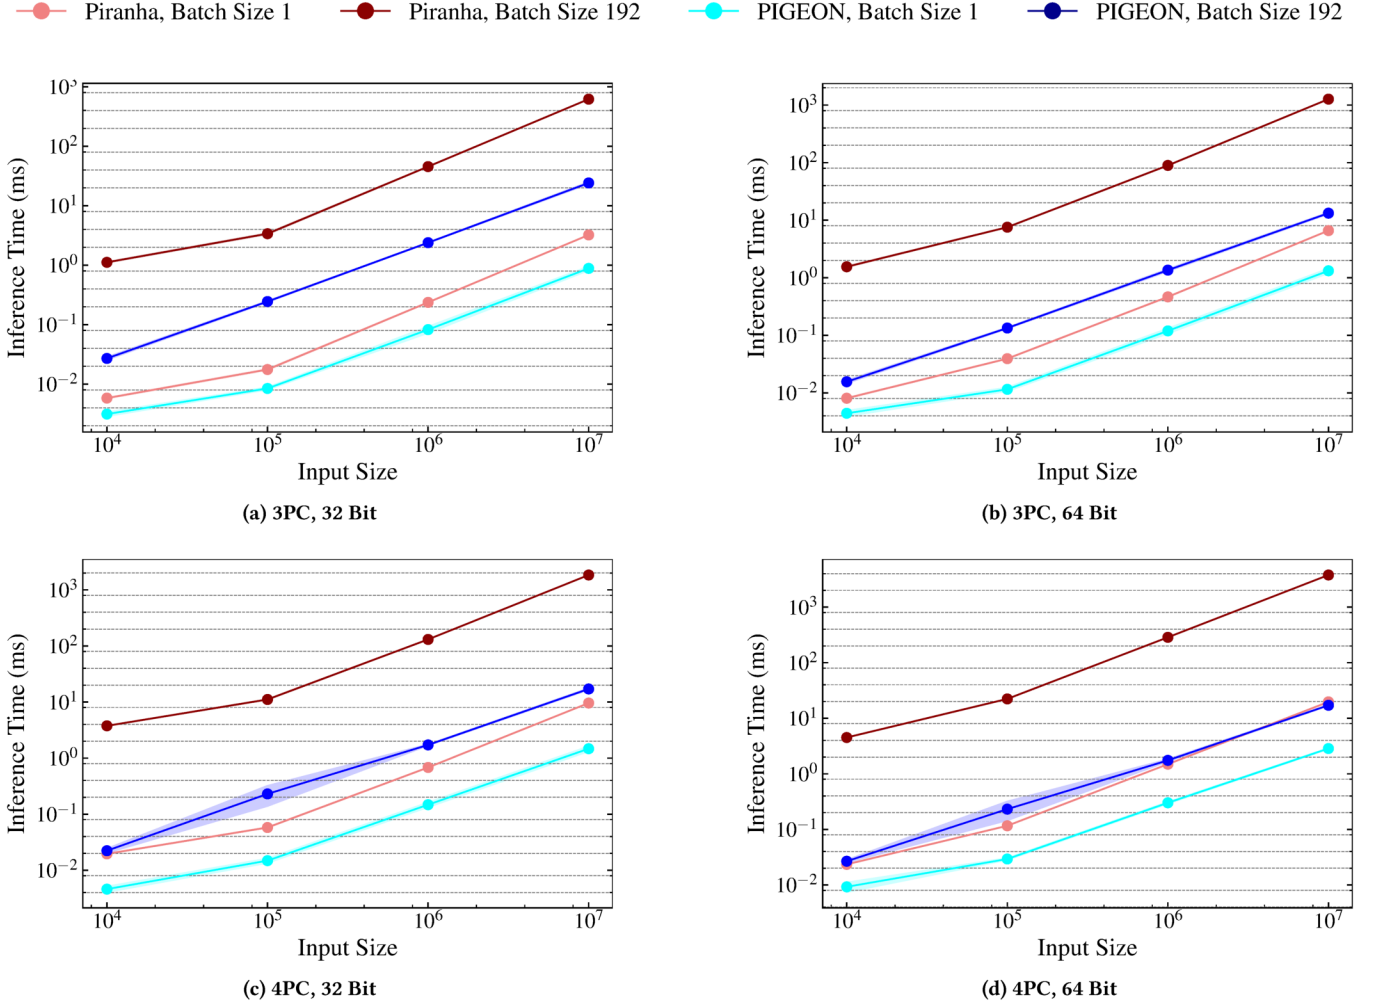 Piranha, Batch Size 1 Piranha, Batch Size 192 PIGEON, Batch Size 1 PIGEON, Batch Size 192
10³
10²
10¹
10⁰
10⁻¹
10⁻²
Inference Time (ms)
10⁴ 10⁵ 10⁶ 10⁷
Input Size
(a) 3PC, 32 Bit
10³
10²
10¹
10⁰
10⁻¹
10⁻²
Inference Time (ms)
10⁴ 10⁵ 10⁶ 10⁷
Input Size
(b) 3PC, 64 Bit
10³
10²
10¹
10⁰
10⁻¹
10⁻²
Inference Time (ms)
10⁴ 10⁵ 10⁶ 10⁷
Input Size
(c) 4PC, 32 Bit
10³
10²
10¹
10⁰
10⁻¹
10⁻²
Inference Time (ms)
10⁴ 10⁵ 10⁶ 10⁷
Input Size
(d) 4PC, 64 Bit